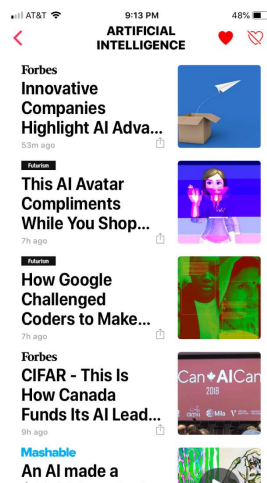 AT&T
9:13 PM
48%
ARTIFICIAL
INTELLIGENCE
Forbes
Innovative
Companies
Highlight AI Adva...
53m ago
Futurism
This AI Avatar
Compliments
While You Shop...
7h ago
Futurism
How Google
Challenged
Coders to Make...
7h ago
Forbes
CIFAR - This Is
How Canada
Funds Its AI Lead...
9h ago
Can AICan
2018
Mila
Mashable
An AI made a